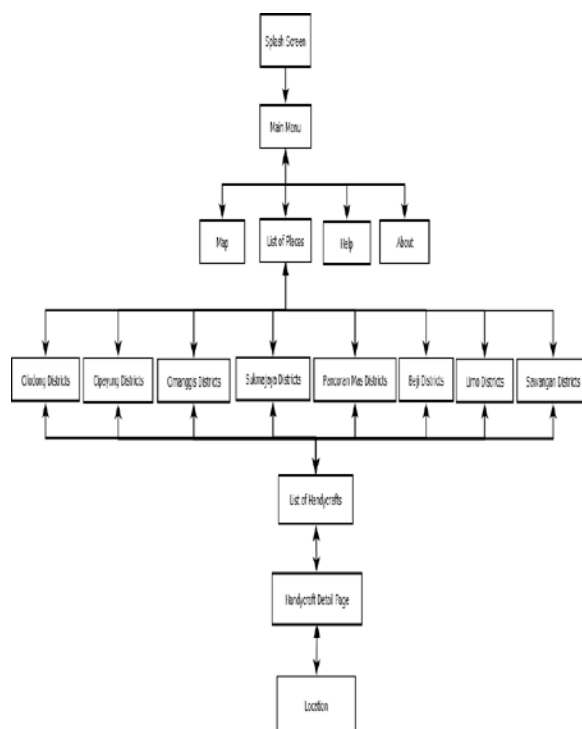 Splash Screen
Main Menu
Map
List of Places
Help
About
Cilodong Districts
Cipayung Districts
Cimanggis Districts
Sukmajaya Districts
Pancoran Mas Districts
Beji Districts
Limo Districts
Sawangan Districts
List of Handycrafts
Handycraft Detail Page
Location